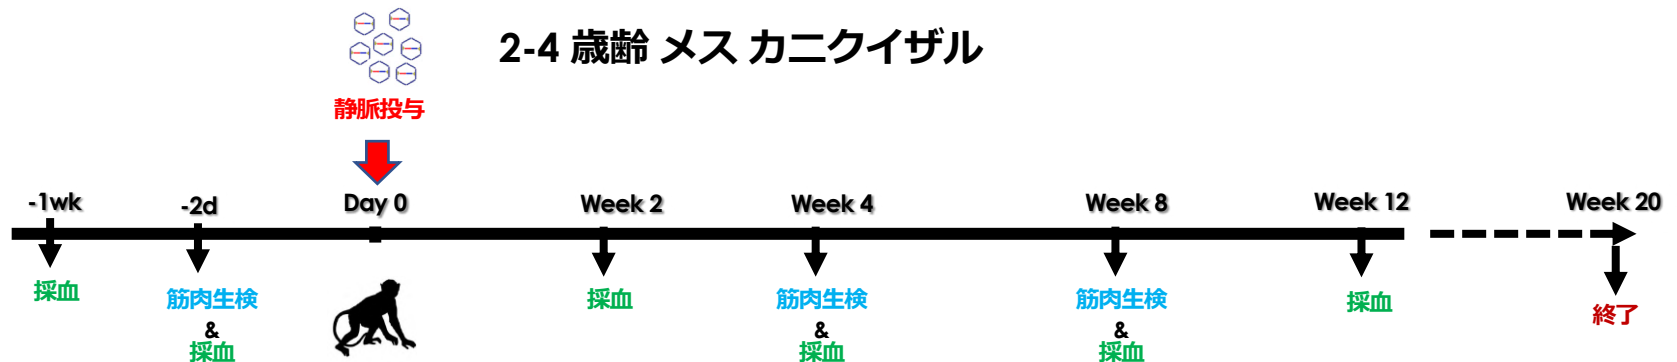 2-4 歳齢 メス カニクイザル
静脈投与
-1wk
-2d
Day 0
Week 2
Week 4
Week 8
Week 12
Week 20
採血
筋肉生検
&
採血
採血
筋肉生検
&
採血
筋肉生検
&
採血
採血
終了